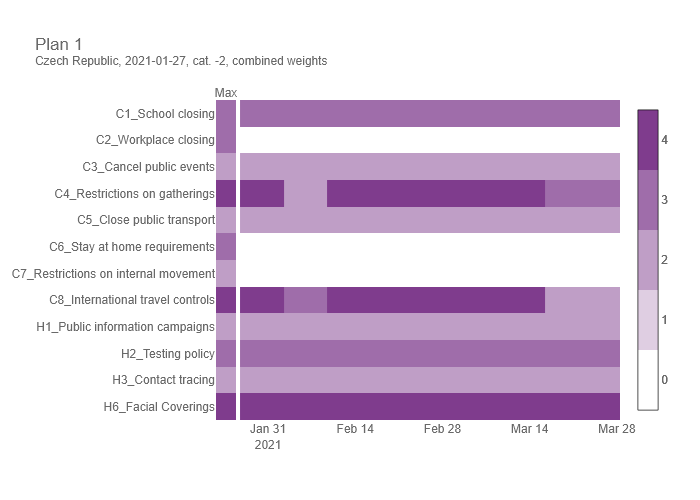 Plan 1
Czech Republic, 2021-01-27, cat. -2, combined weights
Max
C1_School closing
C2_Workplace closing
C3_Cancel public events
C4_Restrictions on gatherings
C5_Close public transport
C6_Stay at home requirements
C7_Restrictions on internal movement
C8_International travel controls
H1_Public information campaigns
H2_Testing policy
H3_Contact tracing
H6_Facial Coverings
Jan 31 Feb 14 Feb 28 Mar 14 Mar 28
2021
4
3
2
1
0